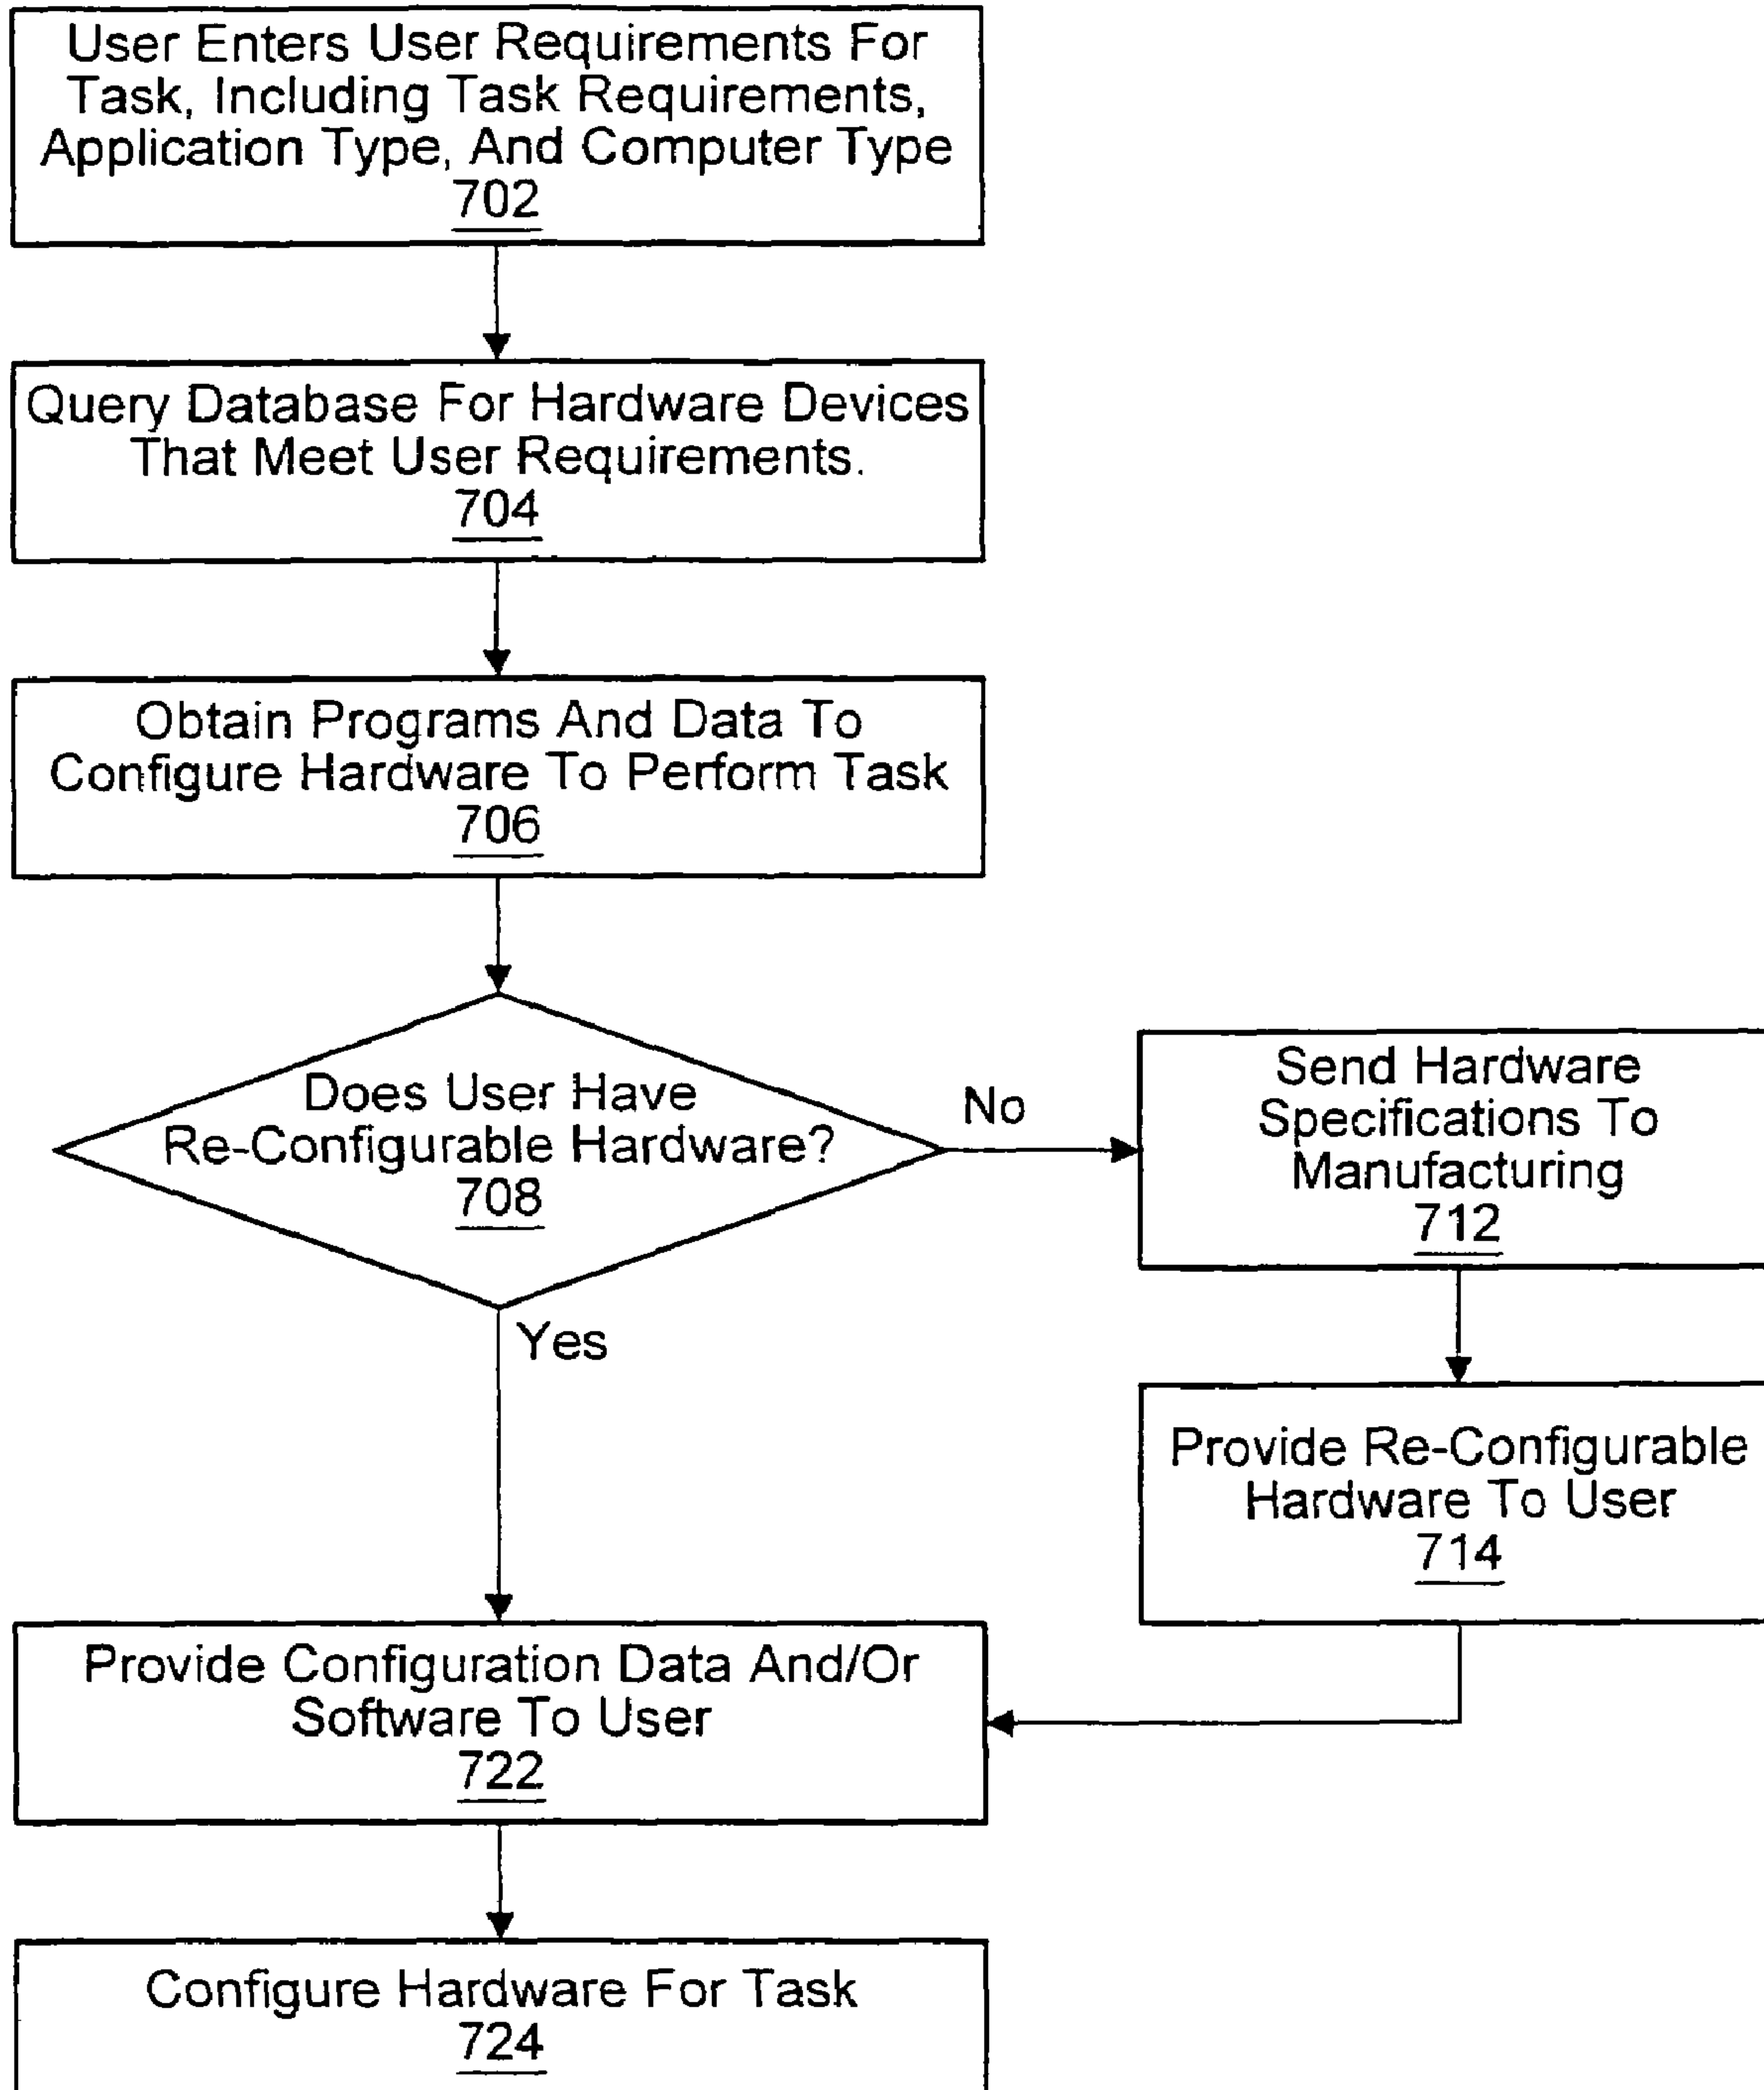 User Enters User Requirements For
Task, Including Task Requirements,
Application Type, And Computer Type
702
Query Database For Hardware Devices
That Meet User Requirements.
704
Obtain Programs And Data To
Configure Hardware To Perform Task
706
Does User Have
Re-Configurable Hardware?
708
No
Send Hardware
Specifications To
Manufacturing
712
Yes
Provide Re-Configurable
Hardware To User
714
Provide Configuration Data And/Or
Software To User
722
Configure Hardware For Task
724